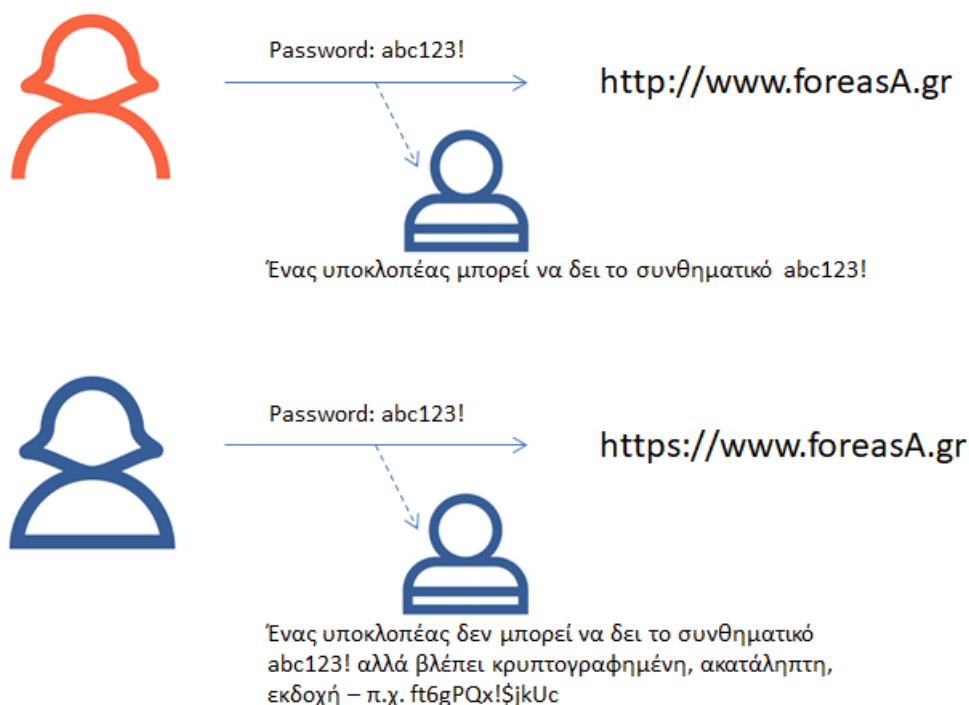 Password: abc123!
http://www.foreasA.gr
Ένας υποκλοπέας μπορεί να δει το συνθηματικό abc123!
Password: abc123!
https://www.foreasA.gr
Ένας υποκλοπέας δεν μπορεί να δει το συνθηματικό
abc123! αλλά βλέπει κρυπτογραφημένη, ακατάληπτη,
εκδοχή – π.χ. ft6gPQx!$jkUc